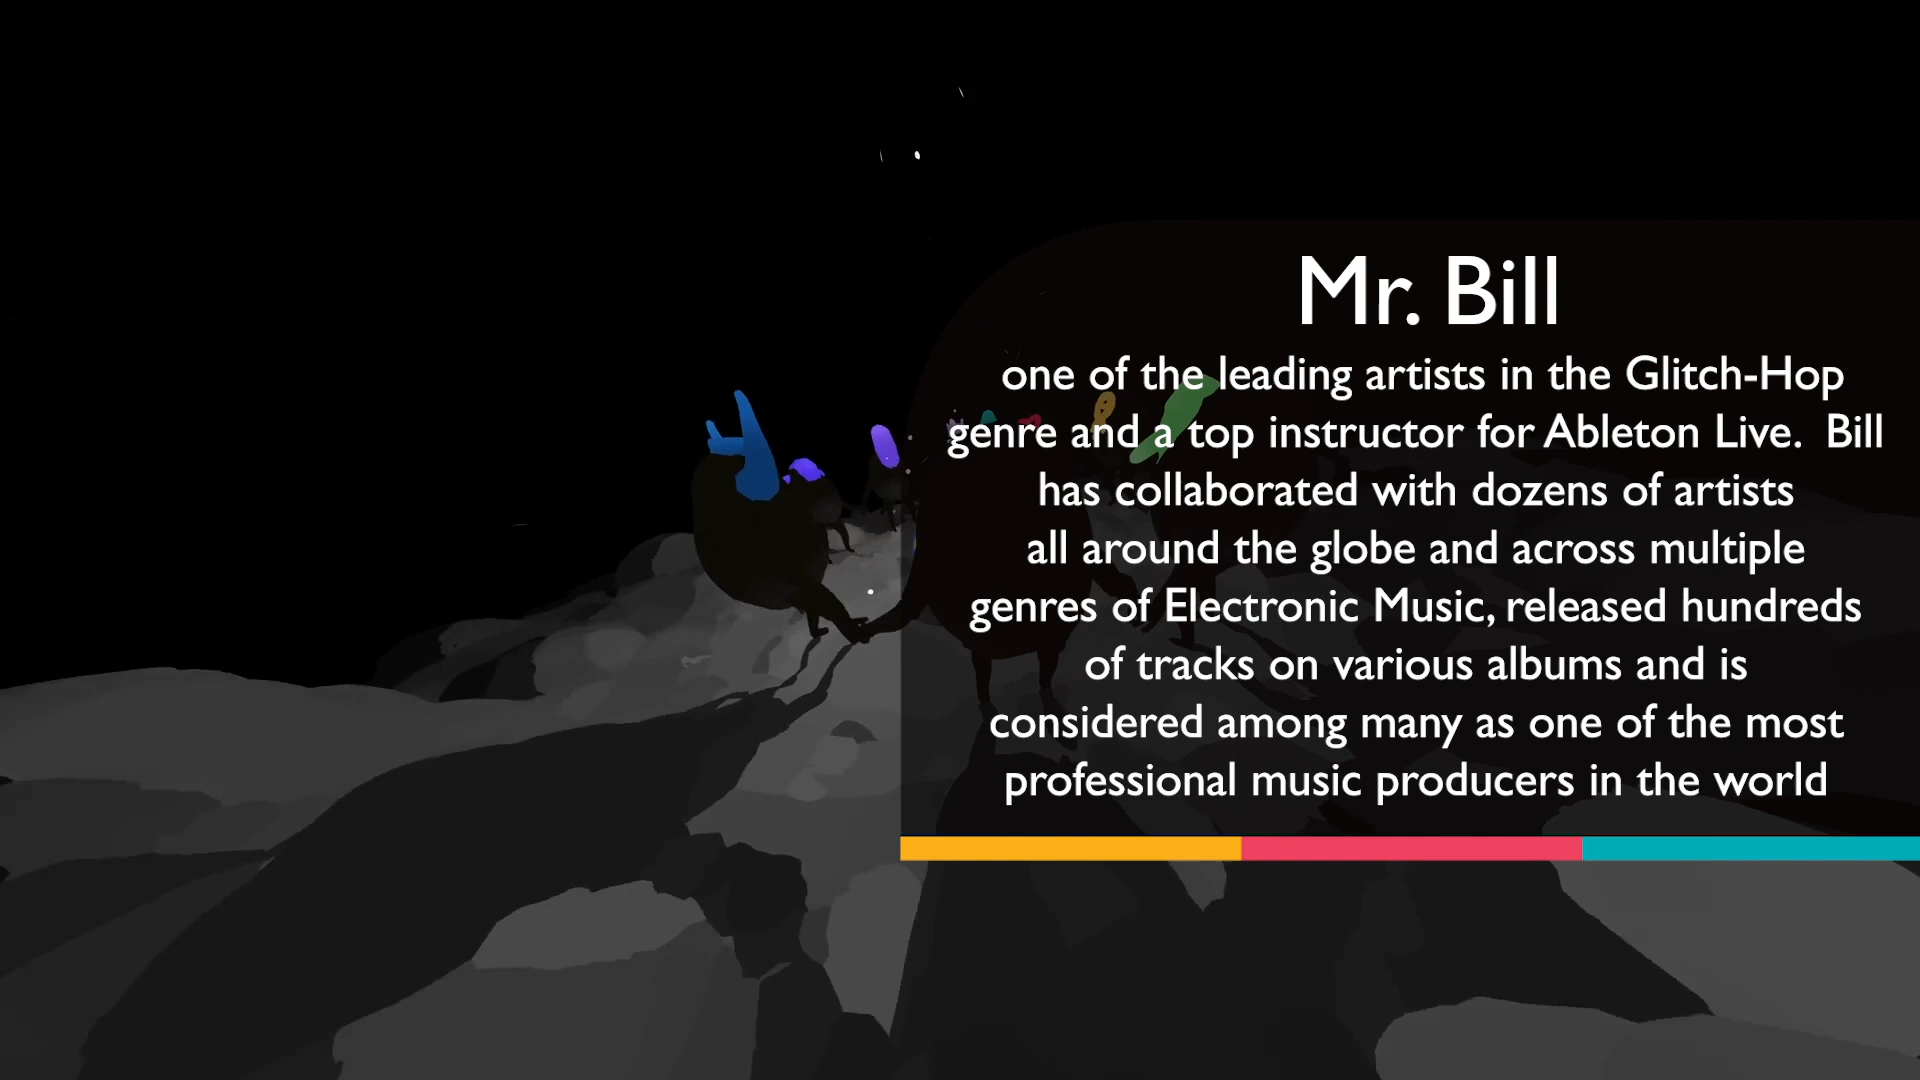 Mr. Bill
one of the leading artists in the Glitch-Hop
genre and a top instructor for Ableton Live.  Bill
has collaborated with dozens of artists
all around the globe and across multiple
genres of Electronic Music, released hundreds
of tracks on various albums and is
considered among many as one of the most
professional music producers in the world